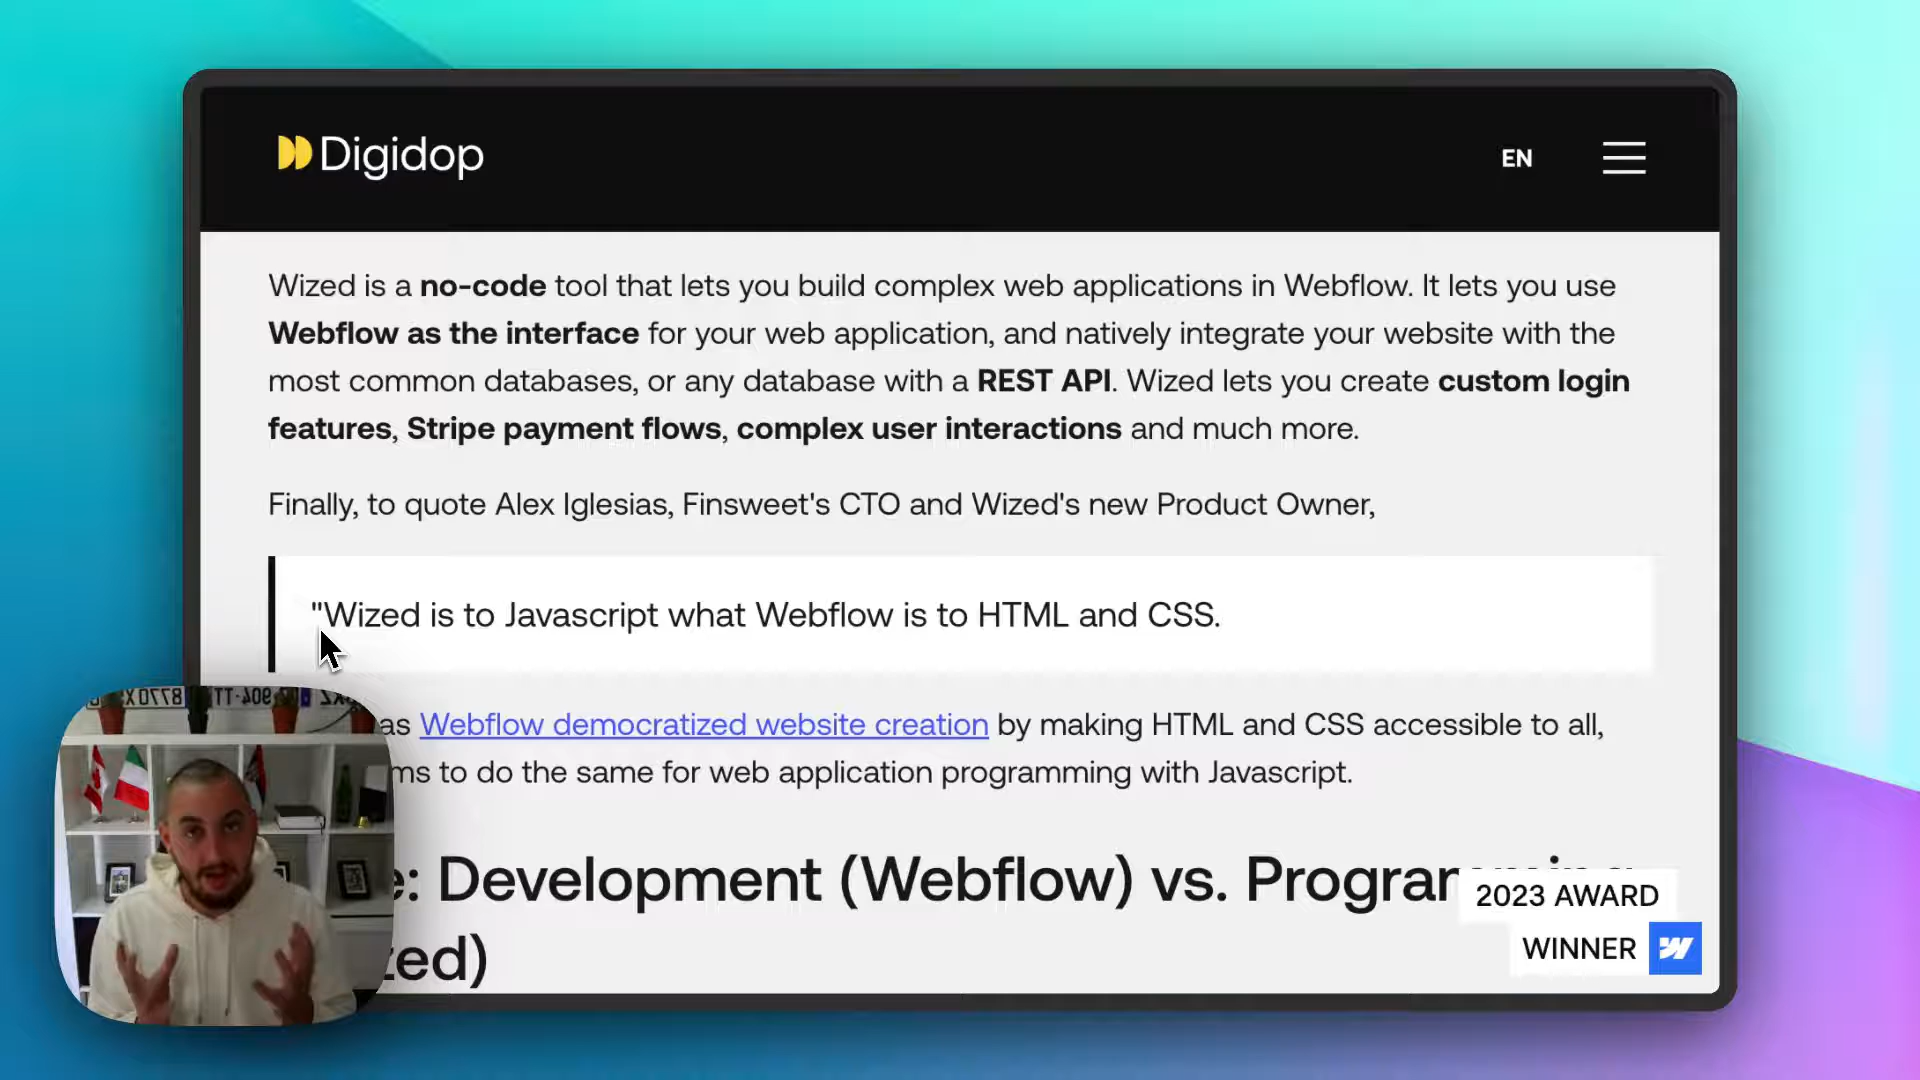 Digidop
EN
Wized is a no-code tool that lets you build complex web applications in Webflow. It lets you use
Webflow as the interface for your web application, and natively integrate your website with the
most common databases, or any database with a REST API. Wized lets you create custom login
features, Stripe payment flows, complex user interactions and much more.
Finally, to quote Alex Iglesias, Finsweet's CTO and Wized's new Product Owner,
"Wized is to Javascript what Webflow is to HTML and CSS.
as Webflow democratized website creation by making HTML and CSS accessible to all,
to do the same for web application programming with Javascript.
Development (Webflow) vs.
2023 AWARD
WINNER